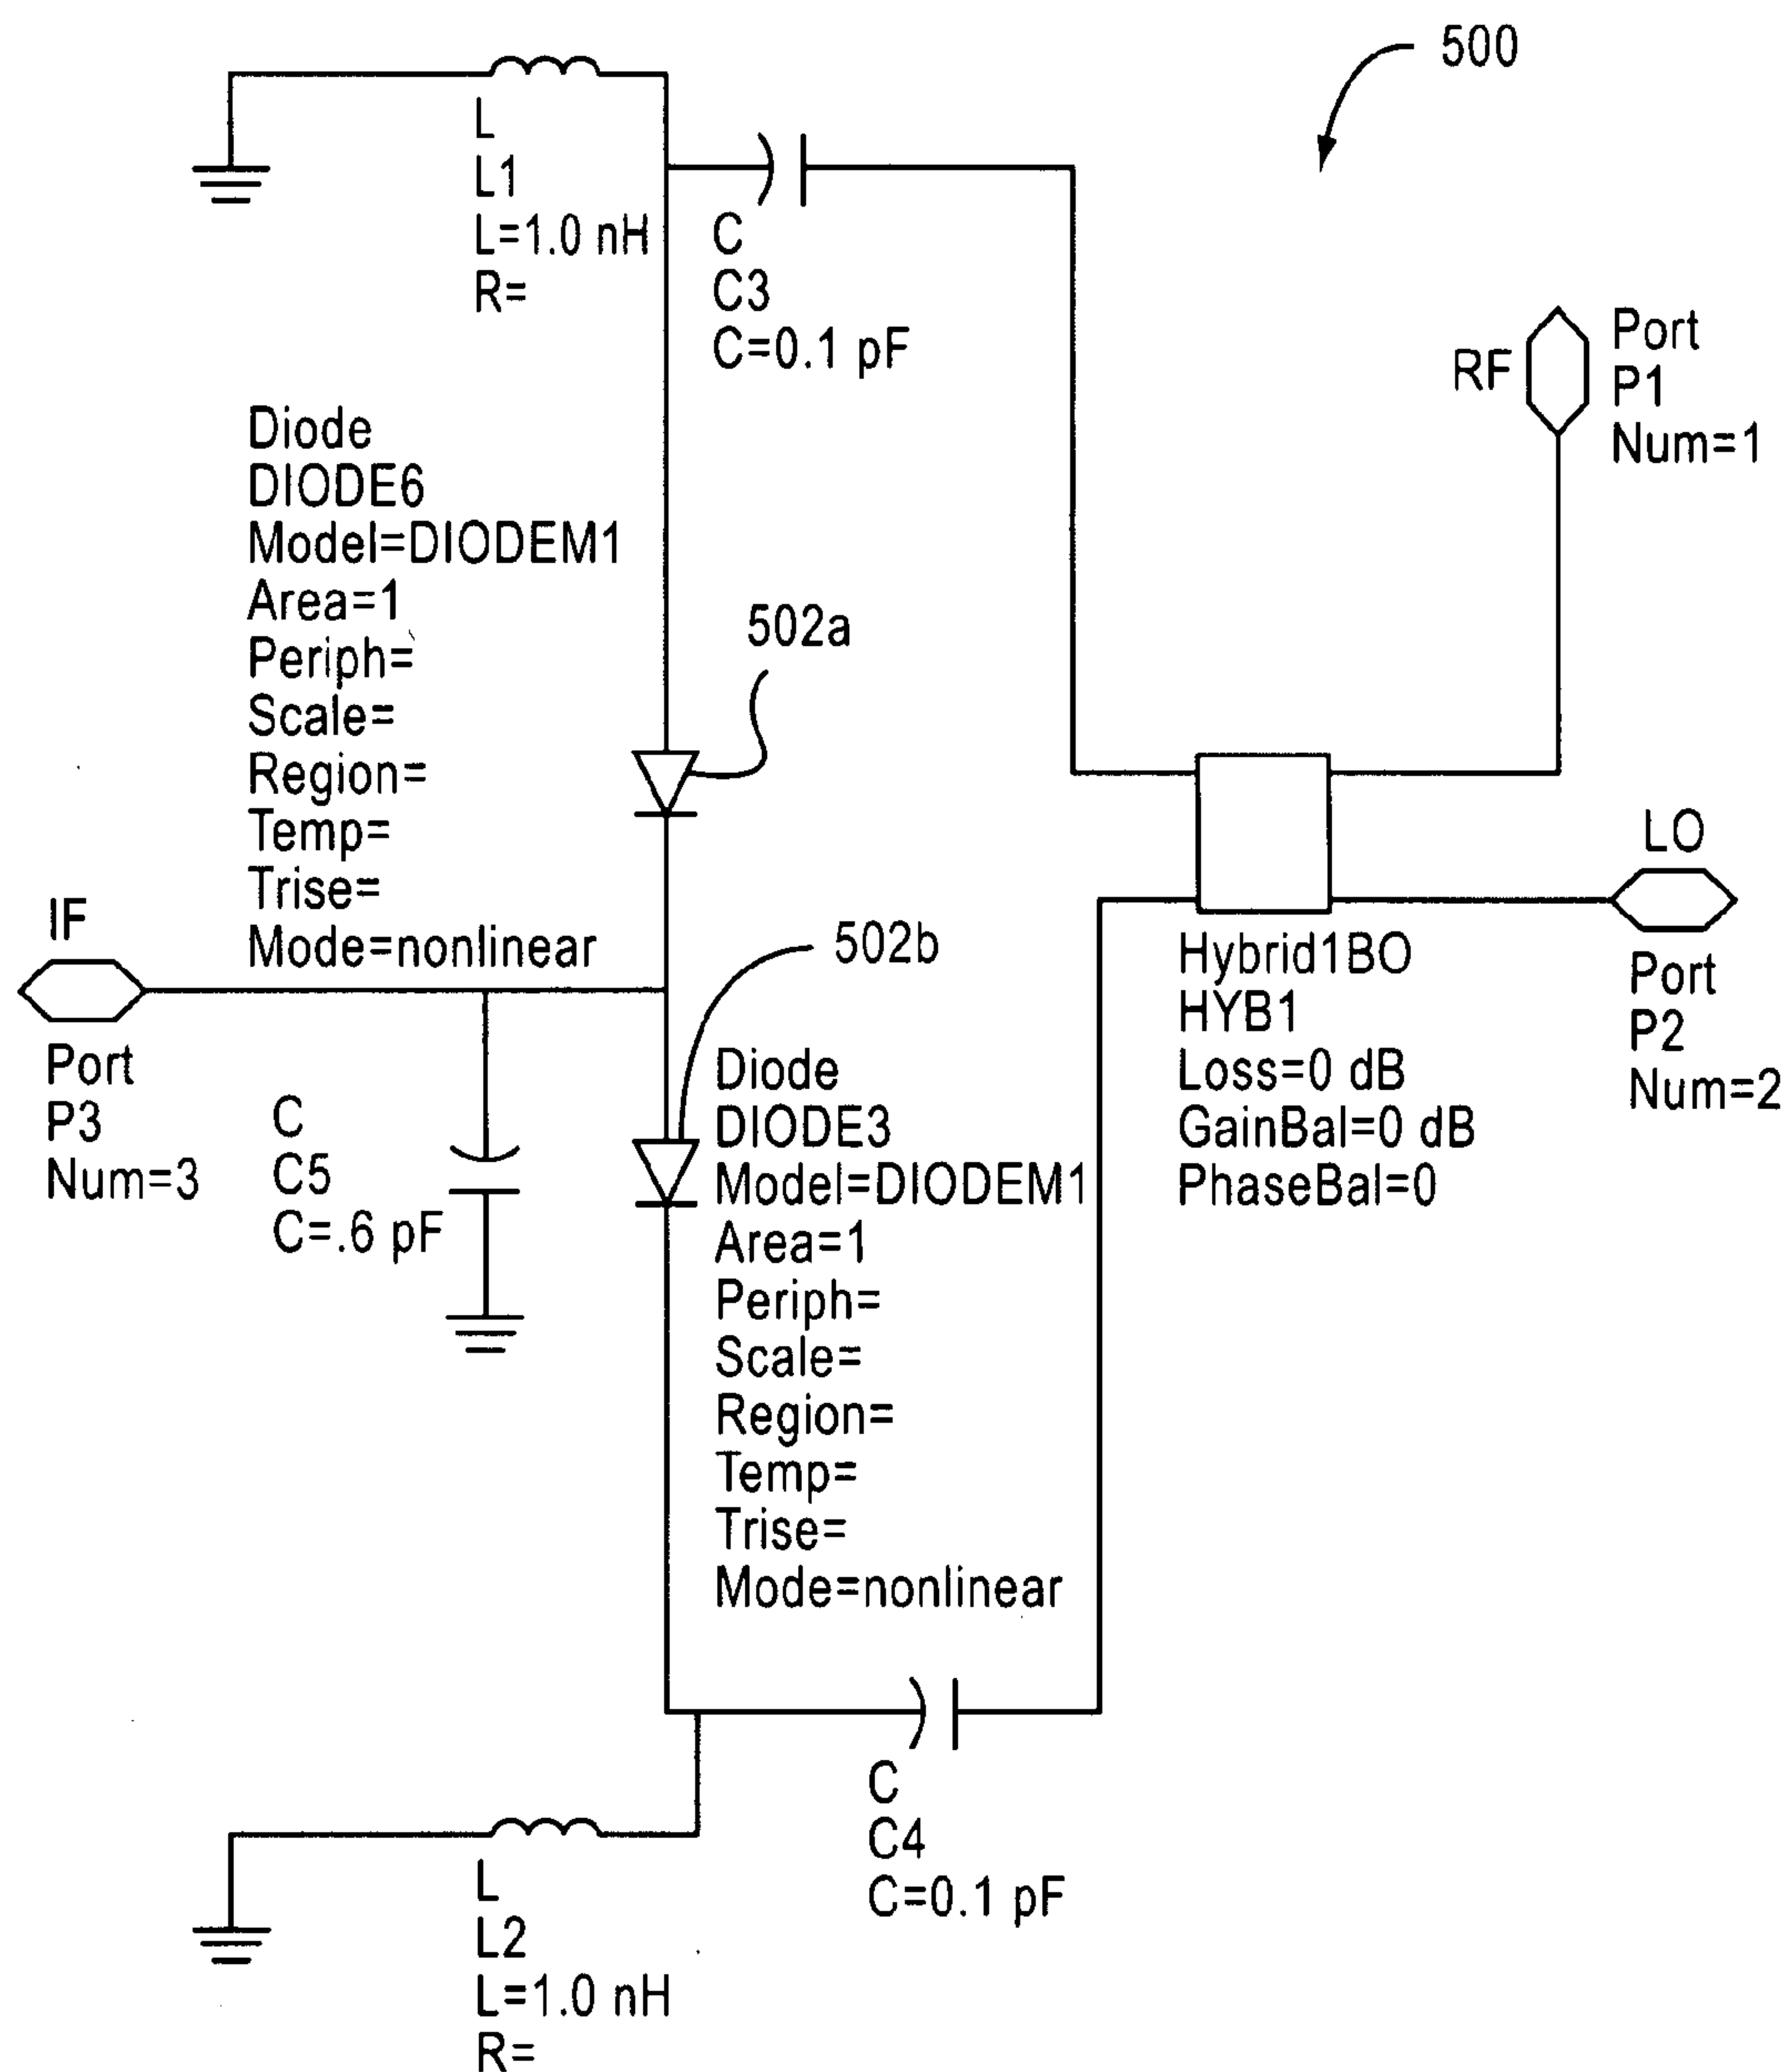 500
L
L1
L=1.0 nH
R=
C
C3
C=0.1 pF
RF
Port
P1
Num=1
Diode
DIODE6
Model=DIODEM1
Area=1
Periph=
Scale=
Region=
Temp=
Trise=
Mode=nonlinear
502a
LO
Port
P2
Num=2
Hybrid1BO
HYB1
Loss=0 dB
GainBal=0 dB
PhaseBal=0
IF
Port
P3
Num=3
502b
C
C5
C=.6 pF
Diode
DIODE3
Model=DIODEM1
Area=1
Periph=
Scale=
Region=
Temp=
Trise=
Mode=nonlinear
C
C4
C=0.1 pF
L
L2
L=1.0 nH
R=